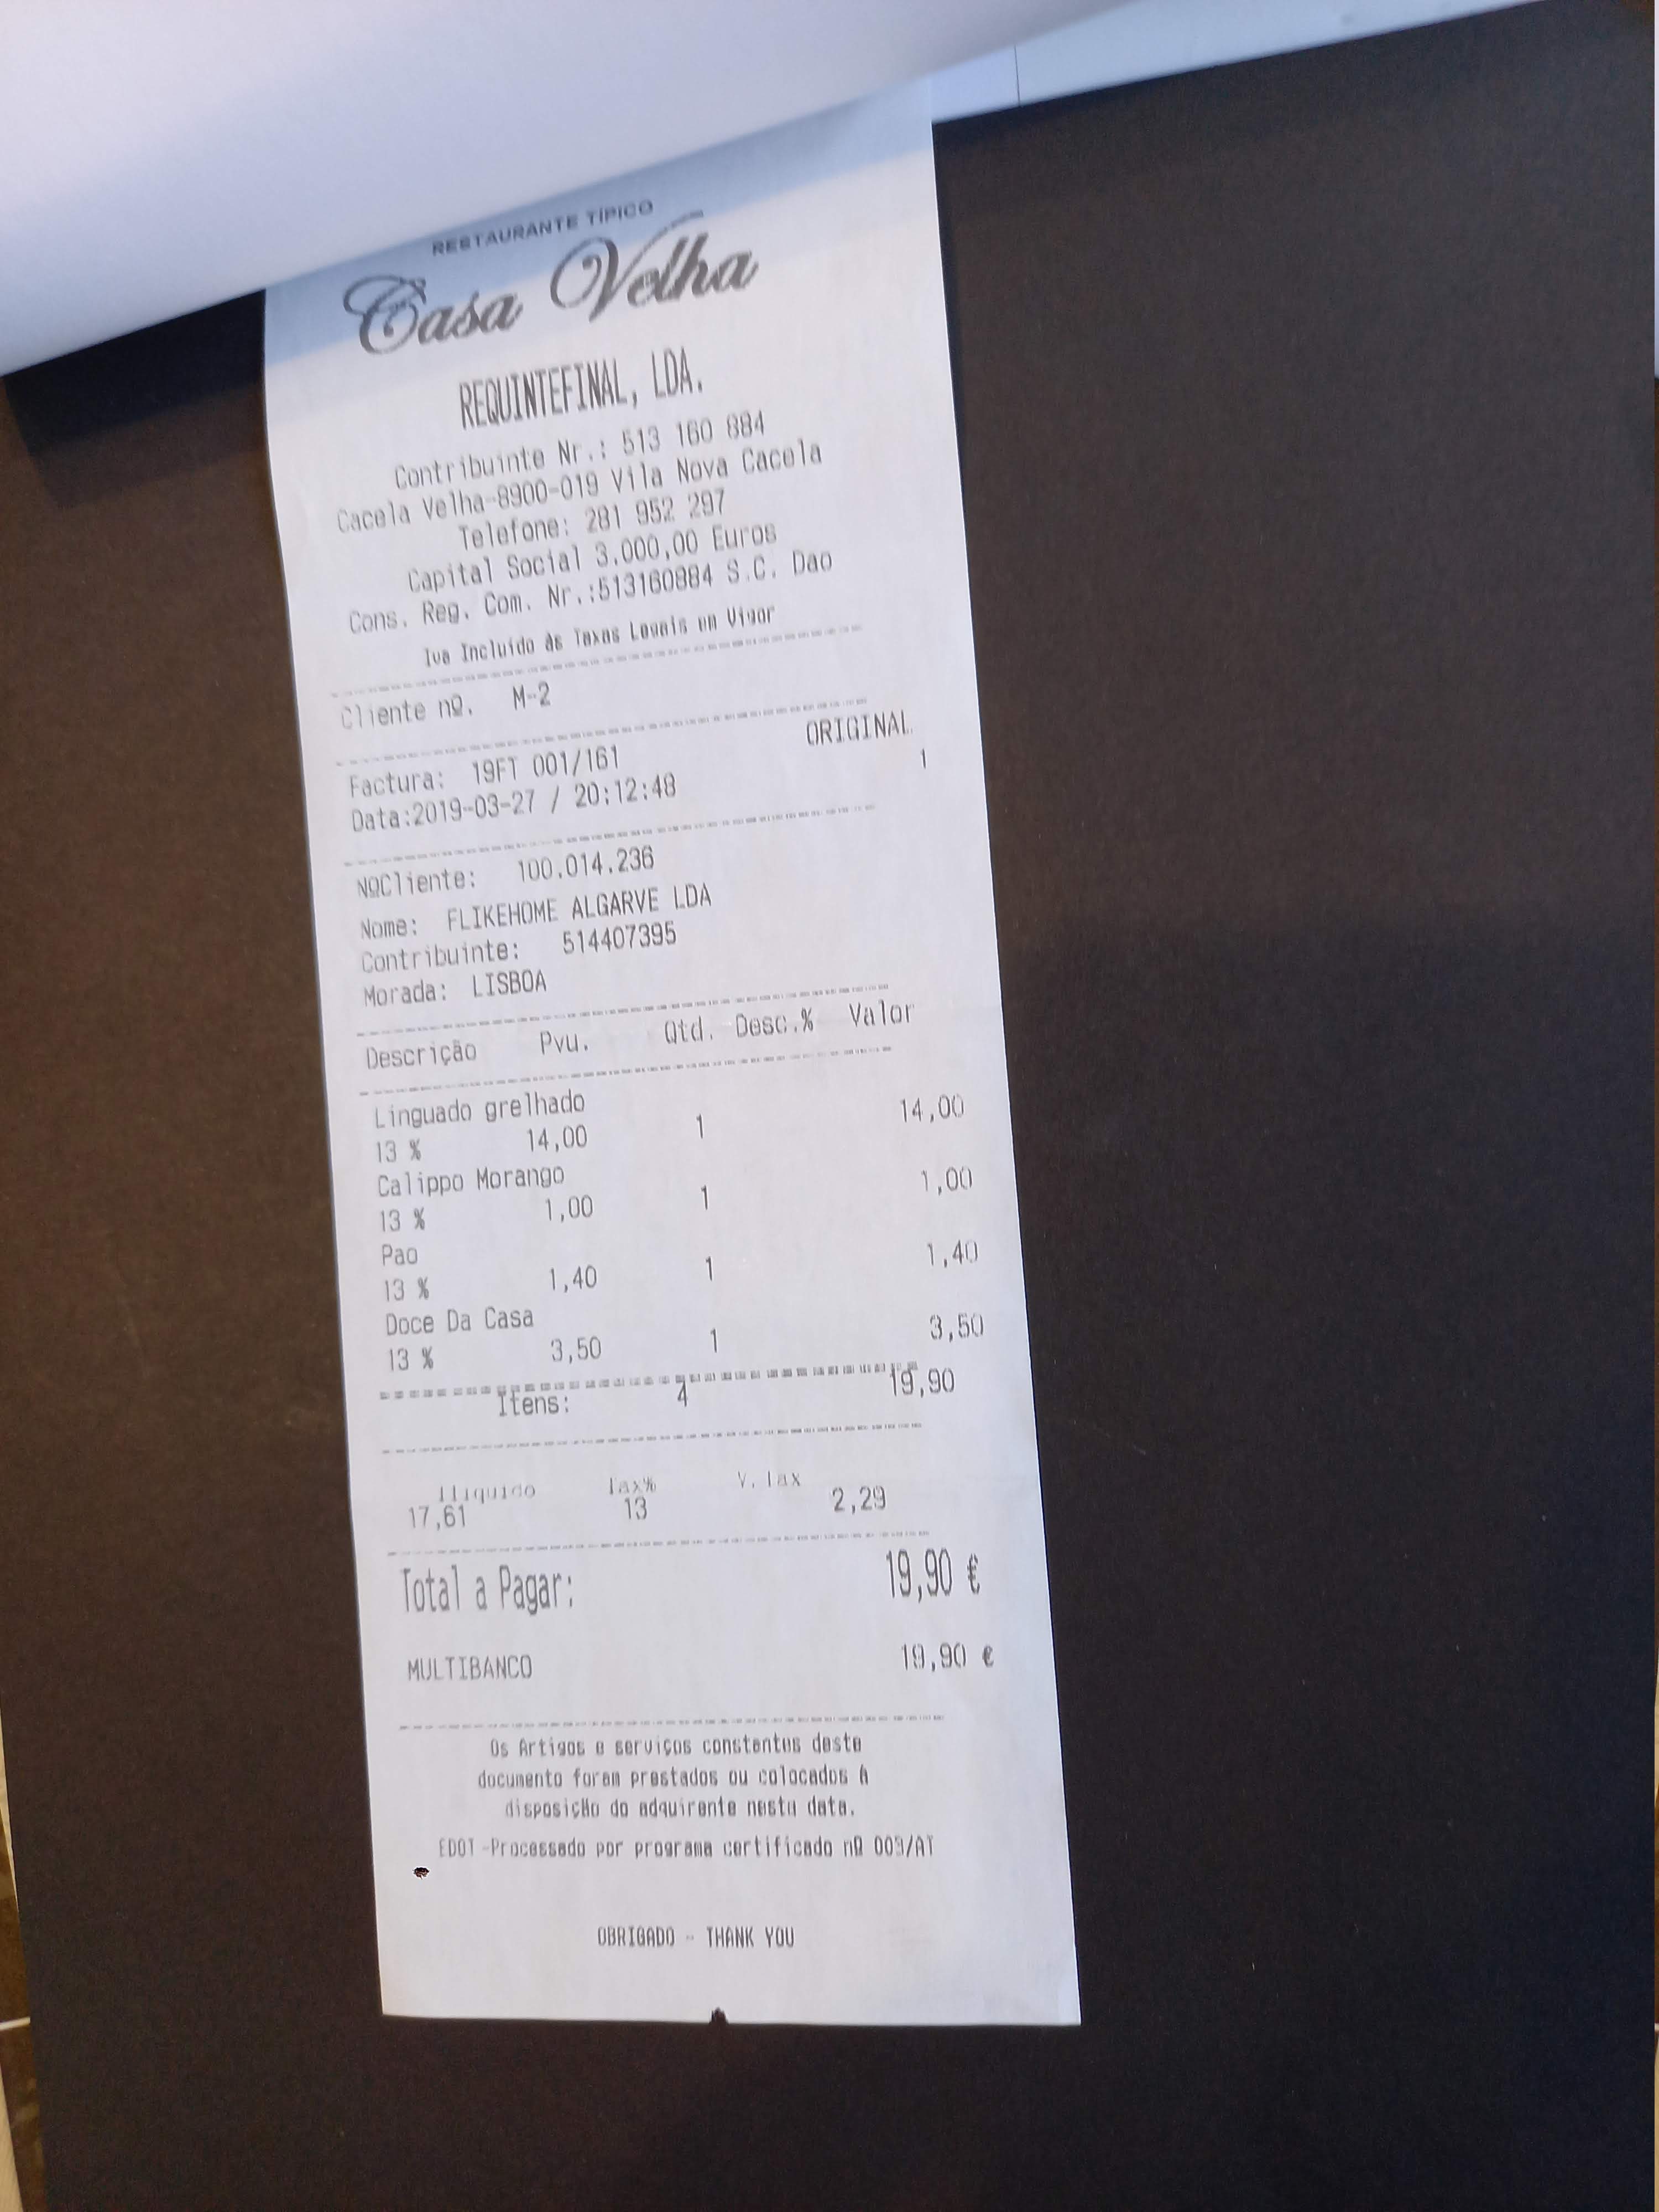 RESTAURANTE TÍPICO
Casa Velha
REQUINTEFINAL, LDA.
Contribuinte Nr.: 513 160 884
Cacela Velha-8900-019 Vila Nova Cacela
Telefone: 281 952 297
Capital Social 3.000,00 Euros
Cons. Reg. Com. Nr.:513160884 S.C. Dao
Iva Incluido às Taxas Legais em Vigor
Cliente nº. M-2
ORIGINAL
Factura: 19FT 001/161 1
Data:2019-03-27 / 20:12:48
NºCliente: 100.014.236
Nome: FLIKEHOME ALGARVE LDA
Contribuinte: 514407395
Morada: LISBOA
Descrição Pvu. Qtd. Desc.% Valor
Linguado grelhado
13 % 14,00 1 14,00
Calippo Morango
13 % 1,00 1 1,00
Pao
13 % 1,40 1 1,40
Doce Da Casa
13 % 3,50 1 3,50
Itens: 4 19,90
Iliquido Tax% V. Tax
17,61 13 2,29
Total a Pagar: 19,90 €
MULTIBANCO 19,90 €
Os Artigos e serviços constantes deste
documento foram prestados ou colocados à
disposição do adquirente nesta data.
EDOT -Processado por programa certificado nº 003/AT
OBRIGADO - THANK YOU